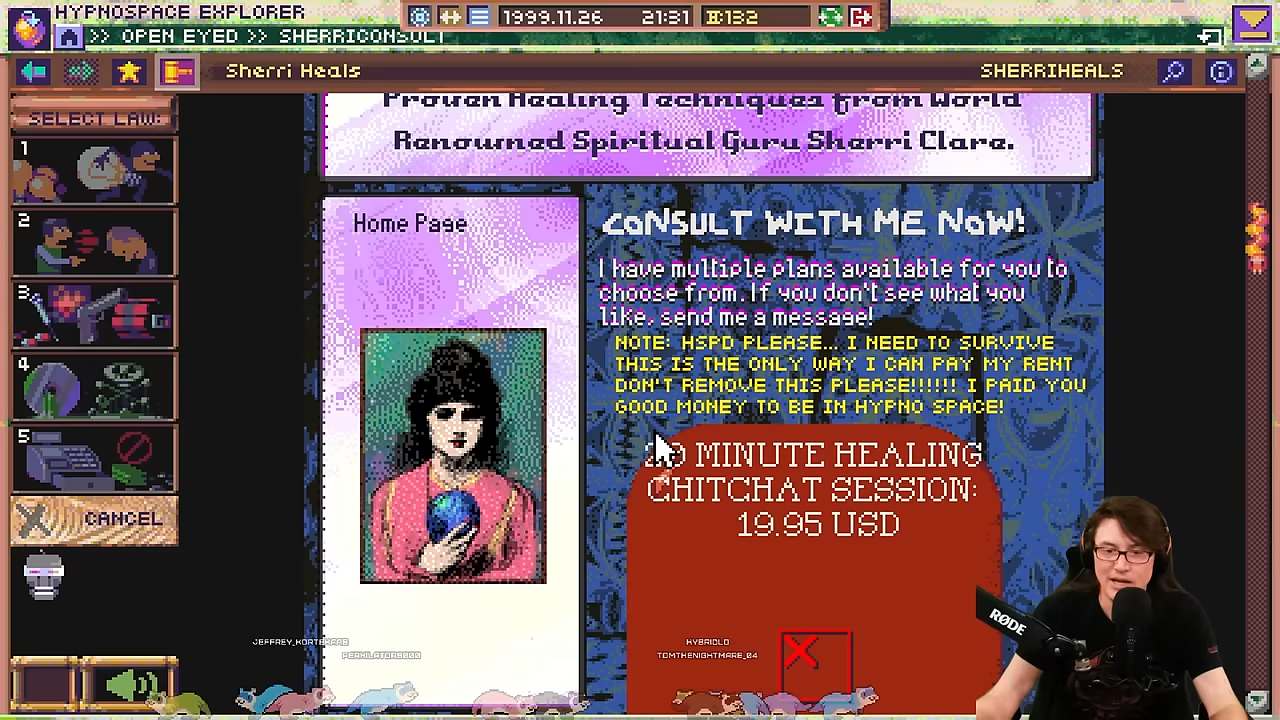 HYPNOSPACE EXPLORER
1999.11.26 21:31 132
>> OPEN EYED >> SHERRICONSULT
Sherri Heals
SHERRIHEALS
SELECT LAW:
1
2
3
4
5
CANCEL
Proven Healing Techniques from World
Renowned Spiritual Guru Sherri Clare.
Home Page
CONSULT WITH ME NOW!
I have multiple plans available for you to
choose from. If you don't see what you
like, send me a message!
NOTE: HSPD PLEASE... I NEED TO SURVIVE
THIS IS THE ONLY WAY I CAN PAY MY RENT
DON'T REMOVE THIS PLEASE!!!!!! I PAID YOU
GOOD MONEY TO BE IN HYPNO SPACE!
MINUTE HEALING
CHITCHAT SESSION:
19.95 USD
RØDE
HYBRIDLD
TOMTHENIGHTMARE_04